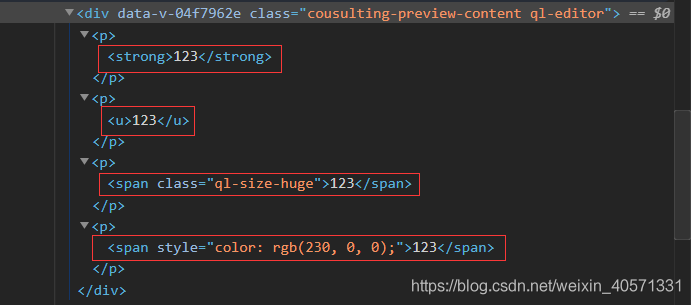 <div data-v-04f7962e class="cousulting-preview-content ql-editor"> == $0
<p>
<strong>123</strong>
</p>
<p>
<u>123</u>
</p>
<p>
<span class="ql-size-huge">123</span>
</p>
<p>
<span style="color: rgb(230, 0, 0);">123</span>
</p>
</div>
https://blog.csdn.net/weixin_40571331